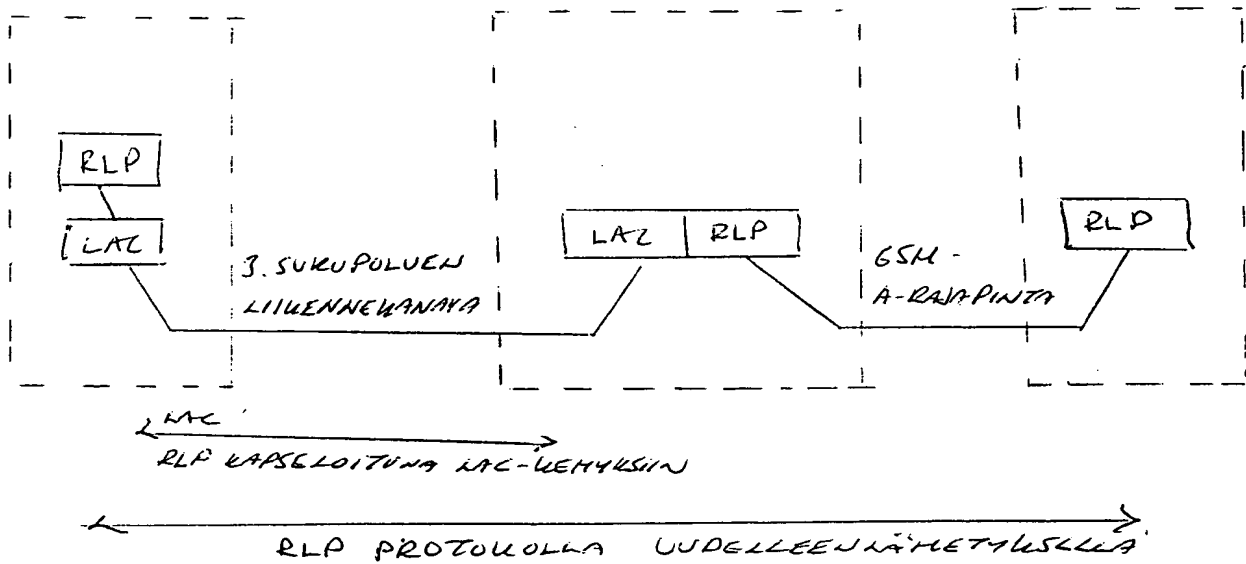 RLP
LAC
3. SUKUPOLVEN
LIIKENNEKANAVA
LAC RLP
GSM-
A-RAJAPINTA
RLP
LAC
RLP KAPSELOITUNA LAC-KEHYKSIIN
RLP PROTOKOLLA UUDELLEENLÄHETYKSELLÄ